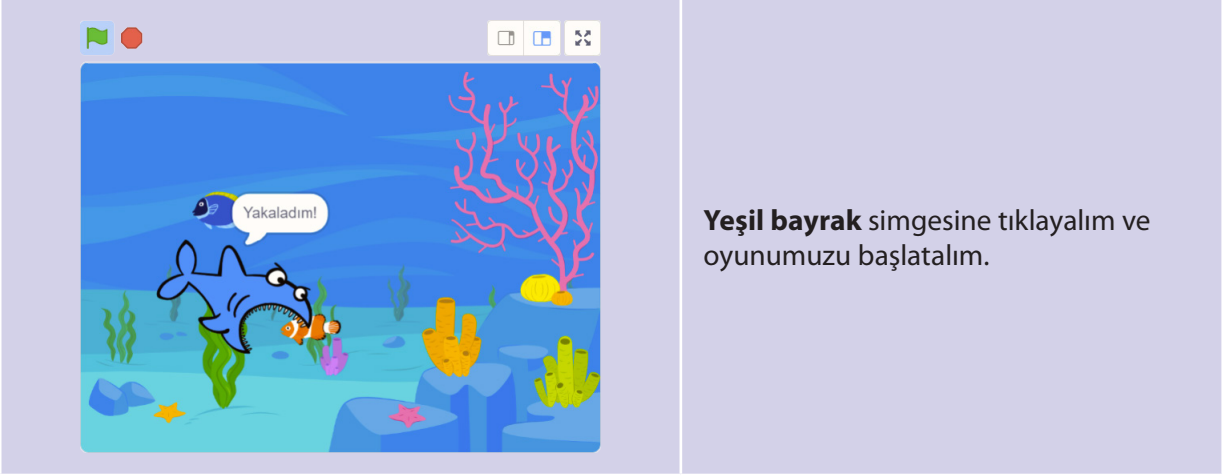 Yakaladım!
Yeşil bayrak simgesine tıklayalım ve
oyunumuzu başlatalım.